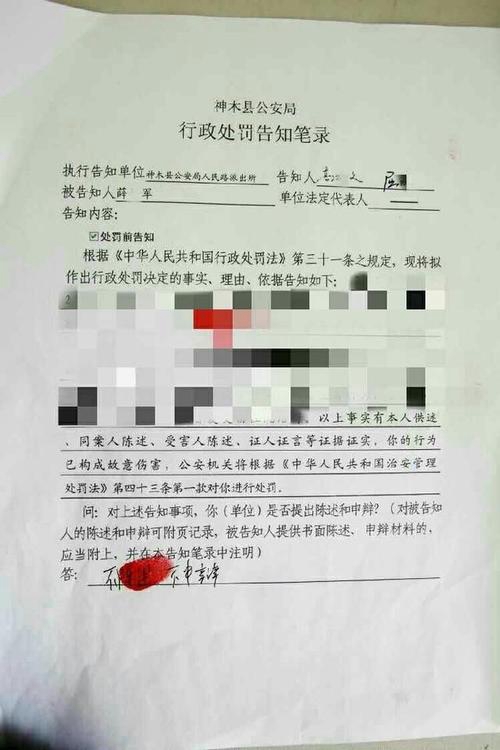 神木县公安局
行政处罚告知笔录
执行告知单位神木县公安局人民路派出所 告知人
被告知人薛 军 单位法定代表人
告知内容:
☑处罚前告知
根据《中华人民共和国行政处罚法》第三十一条之规定，现将拟
作出行政处罚决定的事实、理由、依据告知如下:
以上事实有本人供述
、同案人陈述、受害人陈述、证人证言等证据证实，你的行为
已构成故意伤害，公安机关将根据《中华人民共和国治安管理
处罚法》第四十三条第一款对你进行处罚。
问: 对上述告知事项，你（单位）是否提出陈述和申辩?（对被告知
人的陈述和申辩可附页记录，被告知人提供书面陈述、申辩材料的，
应当附上，并在本告知笔录中注明）
答: